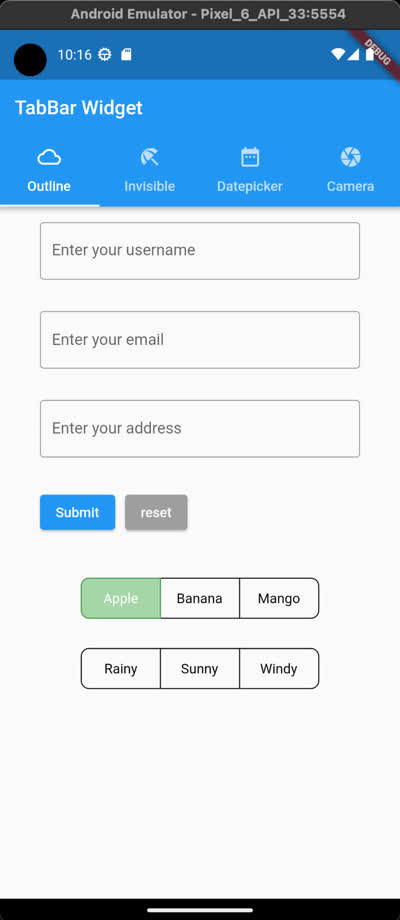 Android Emulator - Pixel_6_API_33:5554
10:16
DEBUG
TabBar Widget
Outline Invisible Datepicker Camera
Enter your username
Enter your email
Enter your address
Submit reset
Apple Banana Mango
Rainy Sunny Windy